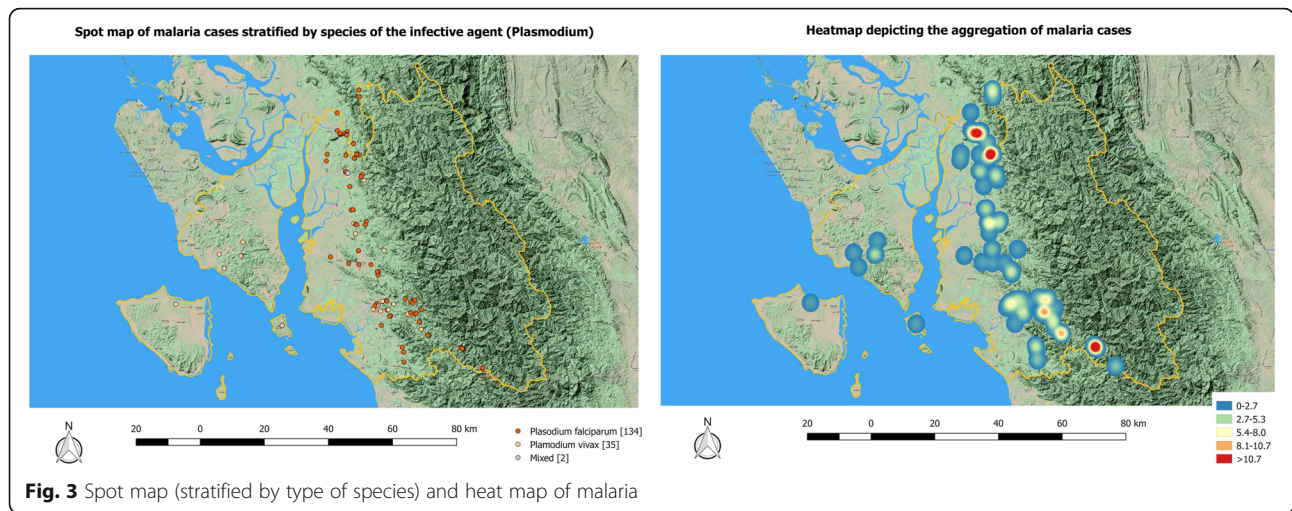 Spot map of malaria cases stratified by species of the infective agent (Plasmodium)
Heatmap depicting the aggregation of malaria cases
N
20 0 20 40 60 80 km
Plasodium falciparum [134]
Plamodium vivax [35]
Mixed [2]
N
20 0 20 40 60 80 km
0-2.7
2.7-5.3
5.4-8.0
8.1-10.7
>10.7
Fig. 3 Spot map (stratified by type of species) and heat map of malaria